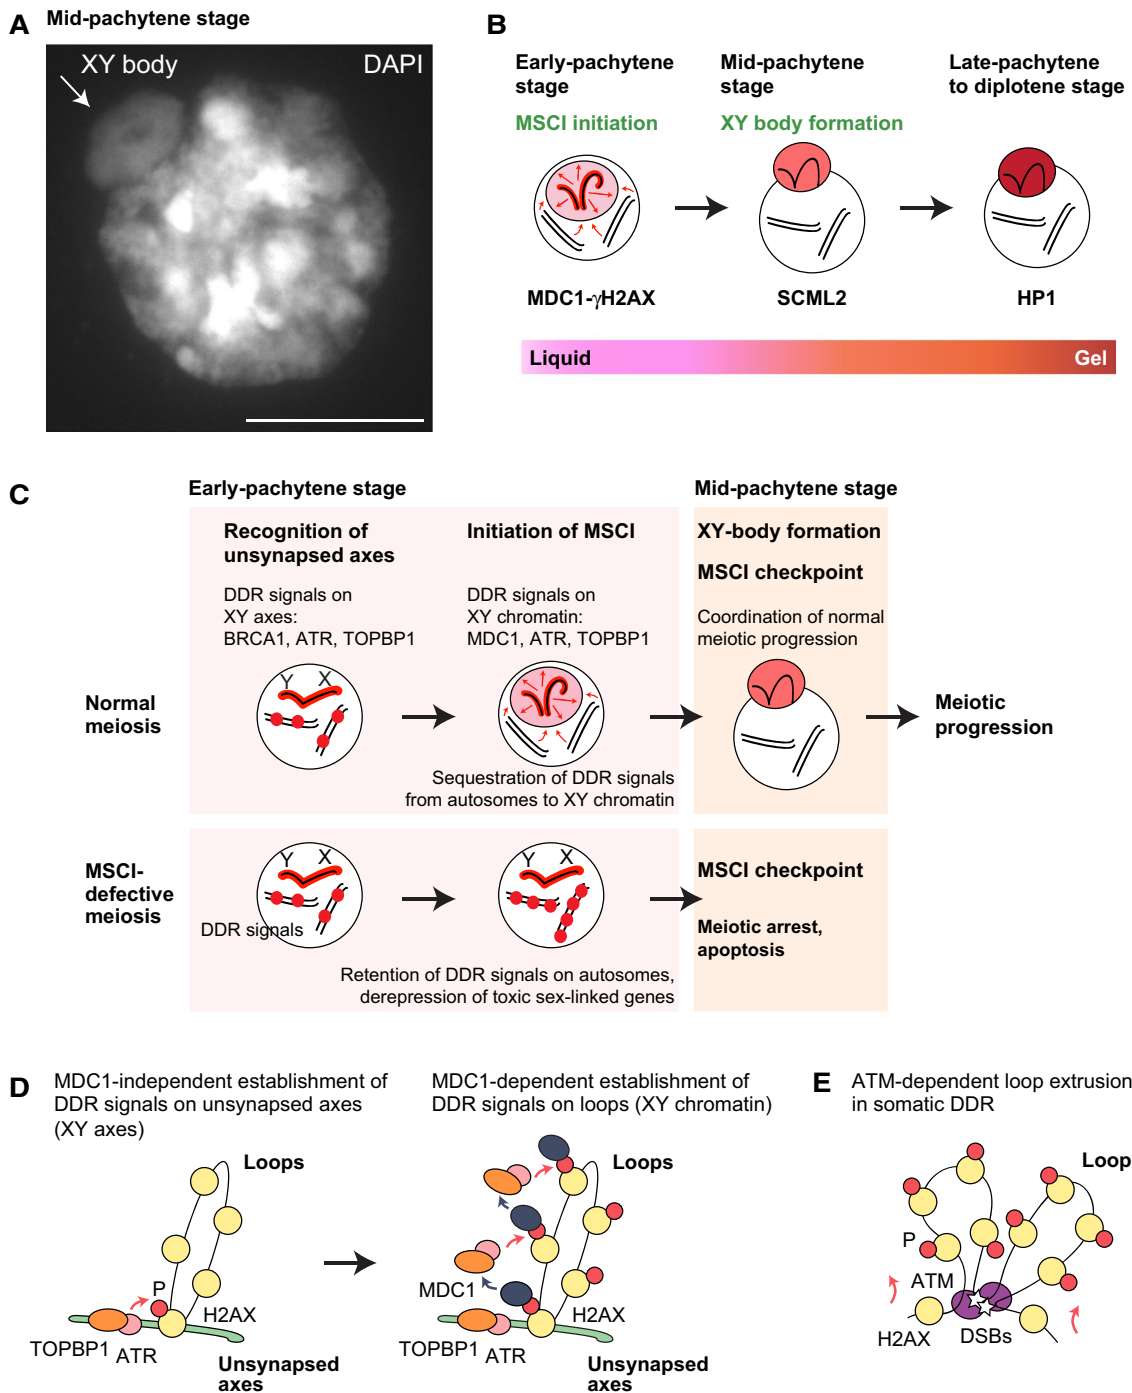 A
Mid-pachytene stage
XY body
DAPI
B
Early-pachytene
stage
MSCI initiation
Mid-pachytene
stage
XY body formation
Late-pachytene
to diplotene stage
MDC1-γH2AX
SCML2
HP1
Liquid
Gel
C
Early-pachytene stage
Mid-pachytene stage
Recognition of
unsynapsed axes
Initiation of MSCI
XY-body formation
MSCI checkpoint
DDR signals on
XY axes:
BRCA1, ATR, TOPBP1
DDR signals on
XY chromatin:
MDC1, ATR, TOPBP1
Coordination of normal
meiotic progression
Normal
meiosis
Y X
Meiotic
progression
Sequestration of DDR signals
from autosomes to XY chromatin
MSCI-
defective
meiosis
Y X
DDR signals
Y X
MSCI checkpoint
Meiotic arrest,
apoptosis
Retention of DDR signals on autosomes,
derepression of toxic sex-linked genes
D
MDC1-independent establishment of
DDR signals on unsynapsed axes
(XY axes)
Loops
P
H2AX
TOPBP1
ATR
Unsynapsed
axes
MDC1-dependent establishment of
DDR signals on loops (XY chromatin)
Loops
MDC1
H2AX
TOPBP1
ATR
Unsynapsed
axes
E
ATM-dependent loop extrusion
in somatic DDR
Loop
P
ATM
H2AX
DSBs